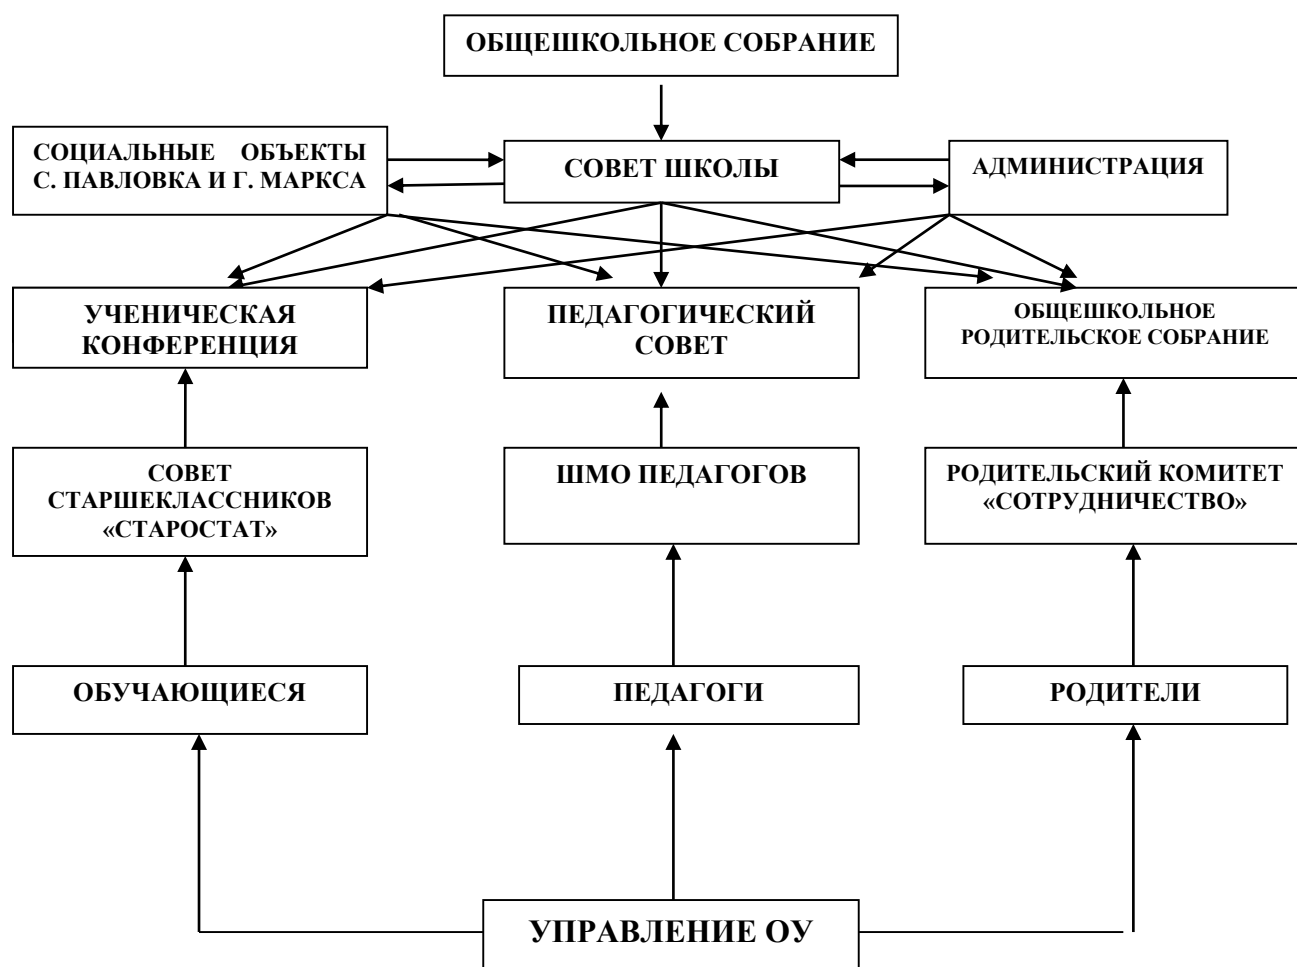 ОБЩЕШКОЛЬНОЕ СОБРАНИЕ
СОЦИАЛЬНЫЕ ОБЪЕКТЫ
С. ПАВЛОВКА И Г. МАРКСА
СОВЕТ ШКОЛЫ
АДМИНИСТРАЦИЯ
УЧЕНИЧЕСКАЯ
КОНФЕРЕНЦИЯ
ПЕДАГОГИЧЕСКИЙ
СОВЕТ
ОБЩЕШКОЛЬНОЕ
РОДИТЕЛЬСКОЕ СОБРАНИЕ
СОВЕТ
СТАРШЕКЛАССНИКОВ
«СТАРОСТАТ»
ШМО ПЕДАГОГОВ
РОДИТЕЛЬСКИЙ КОМИТЕТ
«СОТРУДНИЧЕСТВО»
ОБУЧАЮЩИЕСЯ
ПЕДАГОГИ
РОДИТЕЛИ
УПРАВЛЕНИЕ ОУ